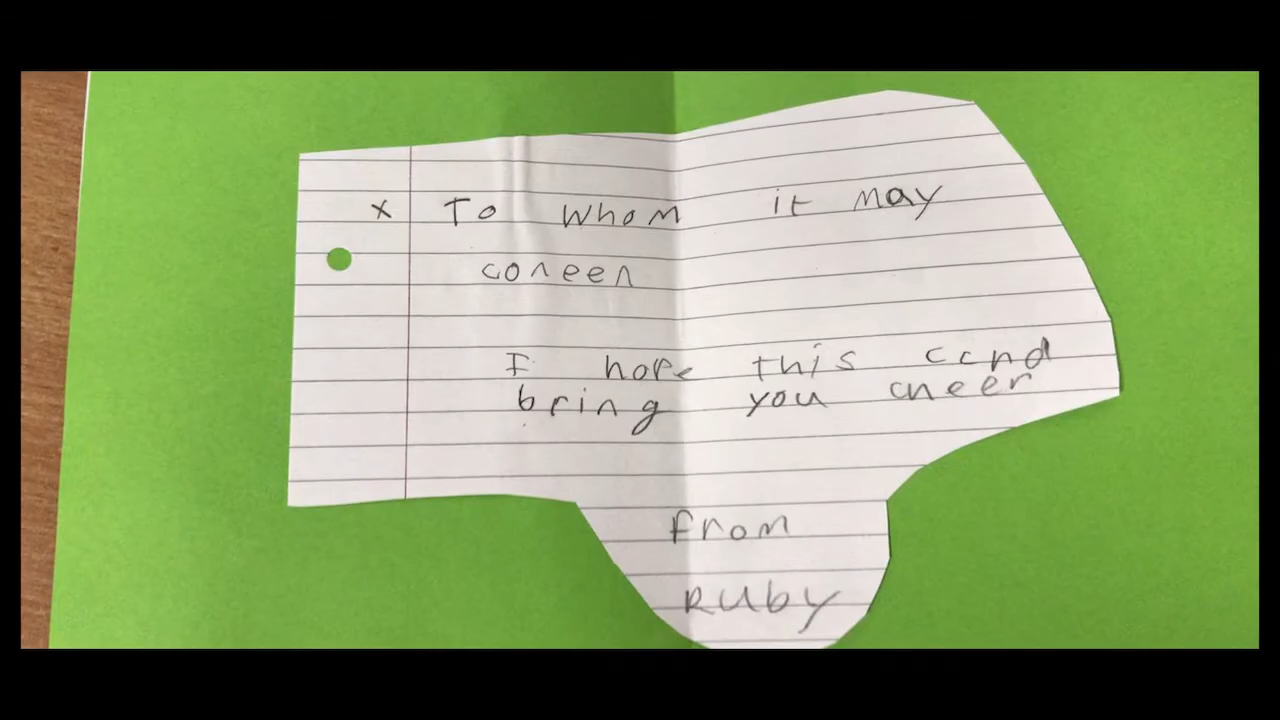 x To whom it may
coneen
I hope this ccnd
bring you cheer
from
Ruby